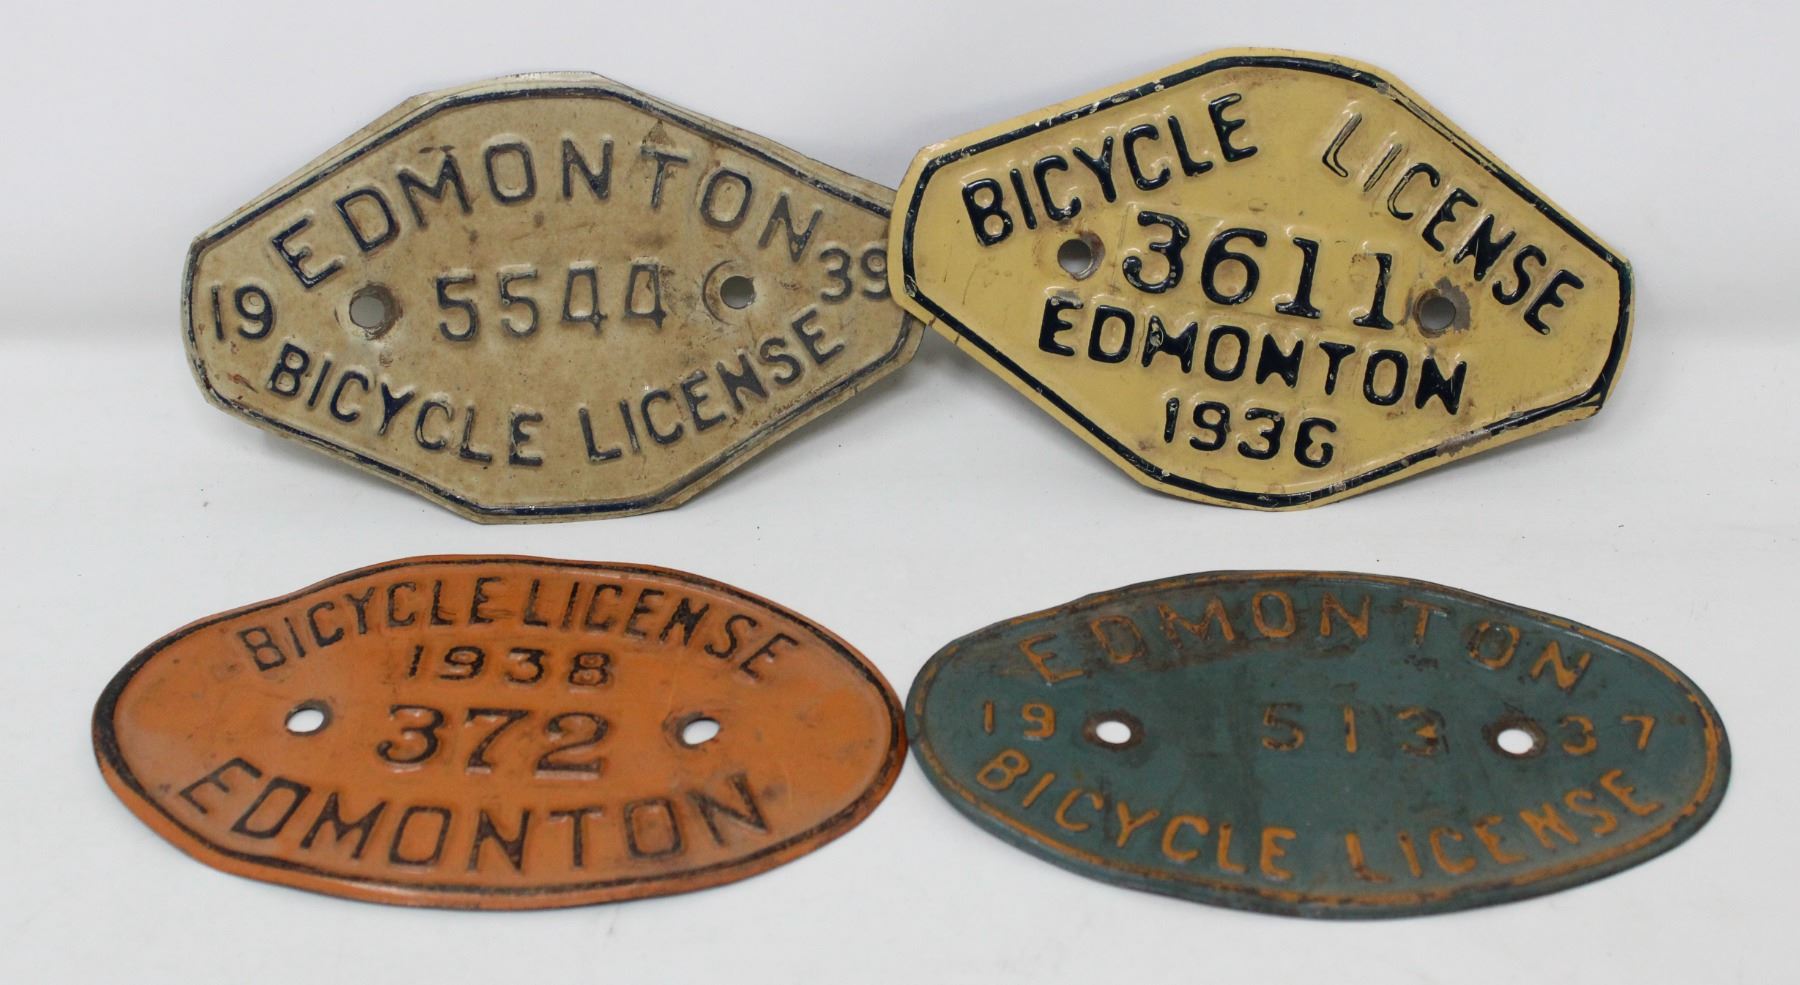 EDMONTON
19 5544 39
BICYCLE LICENSE
BICYCLE LICENSE
3611
EDMONTON
1936
BICYCLE LICENSE
1938
372
EDMONTON
EDMONTON
19 513 37
BICYCLE LICENSE